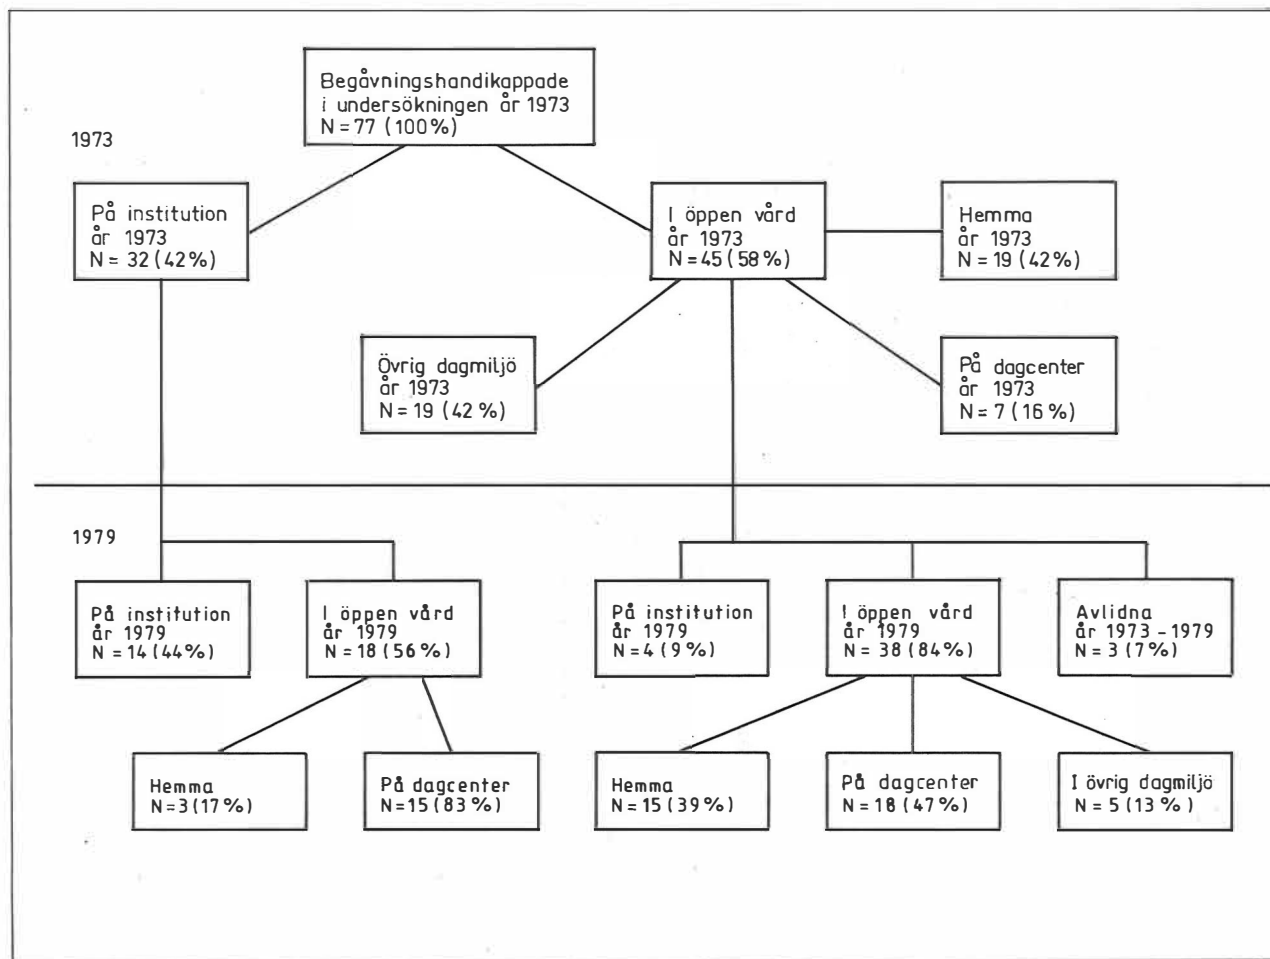 Begåvningshandikappade
i undersökningen år 1973
N = 77 (100%)
1973
På institution
år 1973
N = 32 (42%)
I öppen vård
år 1973
N = 45 (58%)
Hemma
år 1973
N = 19 (42%)
Övrig dagmiljö
år 1973
N = 19 (42%)
På dagcenter
år 1973
N = 7 (16%)
1979
På institution
år 1979
N = 14 (44%)
I öppen vård
år 1979
N = 18 (56%)
På institution
år 1979
N = 4 (9%)
I öppen vård
år 1979
N = 38 (84%)
Avlidna
år 1973 - 1979
N = 3 (7%)
Hemma
N = 3 (17%)
På dagcenter
N = 15 (83%)
Hemma
N = 15 (39%)
På dagcenter
N = 18 (47%)
I övrig dagmiljö
N = 5 (13%)